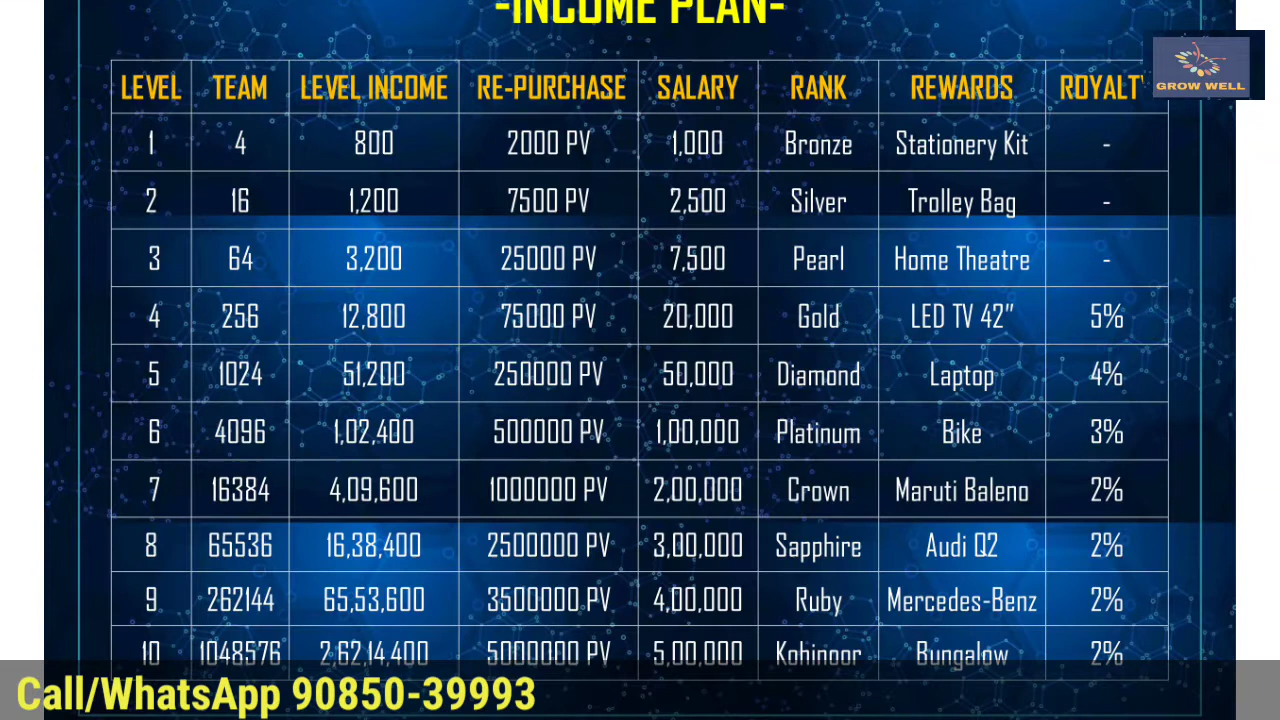 -INCOME PLAN-
GROW WELL
LEVEL TEAM LEVEL INCOME RE-PURCHASE SALARY RANK REWARDS ROYALTY
1 4 800 2000 PV 1,000 Bronze Stationery Kit -
2 16 1,200 7500 PV 2,500 Silver Trolley Bag -
3 64 3,200 25000 PV 7,500 Pearl Home Theatre -
4 256 12,800 75000 PV 20,000 Gold LED TV 42” 5%
5 1024 51,200 250000 PV 50,000 Diamond Laptop 4%
6 4096 1,02,400 500000 PV 1,00,000 Platinum Bike 3%
7 16384 4,09,600 1000000 PV 2,00,000 Crown Maruti Baleno 2%
8 65536 16,38,400 2500000 PV 3,00,000 Sapphire Audi Q2 2%
9 262144 65,53,600 3500000 PV 4,00,000 Ruby Mercedes-Benz 2%
10 1048576 2,62,14,400 5000000 PV 5,00,000 Kohinoor Bungalow 2%
Call/WhatsApp 90850-39993